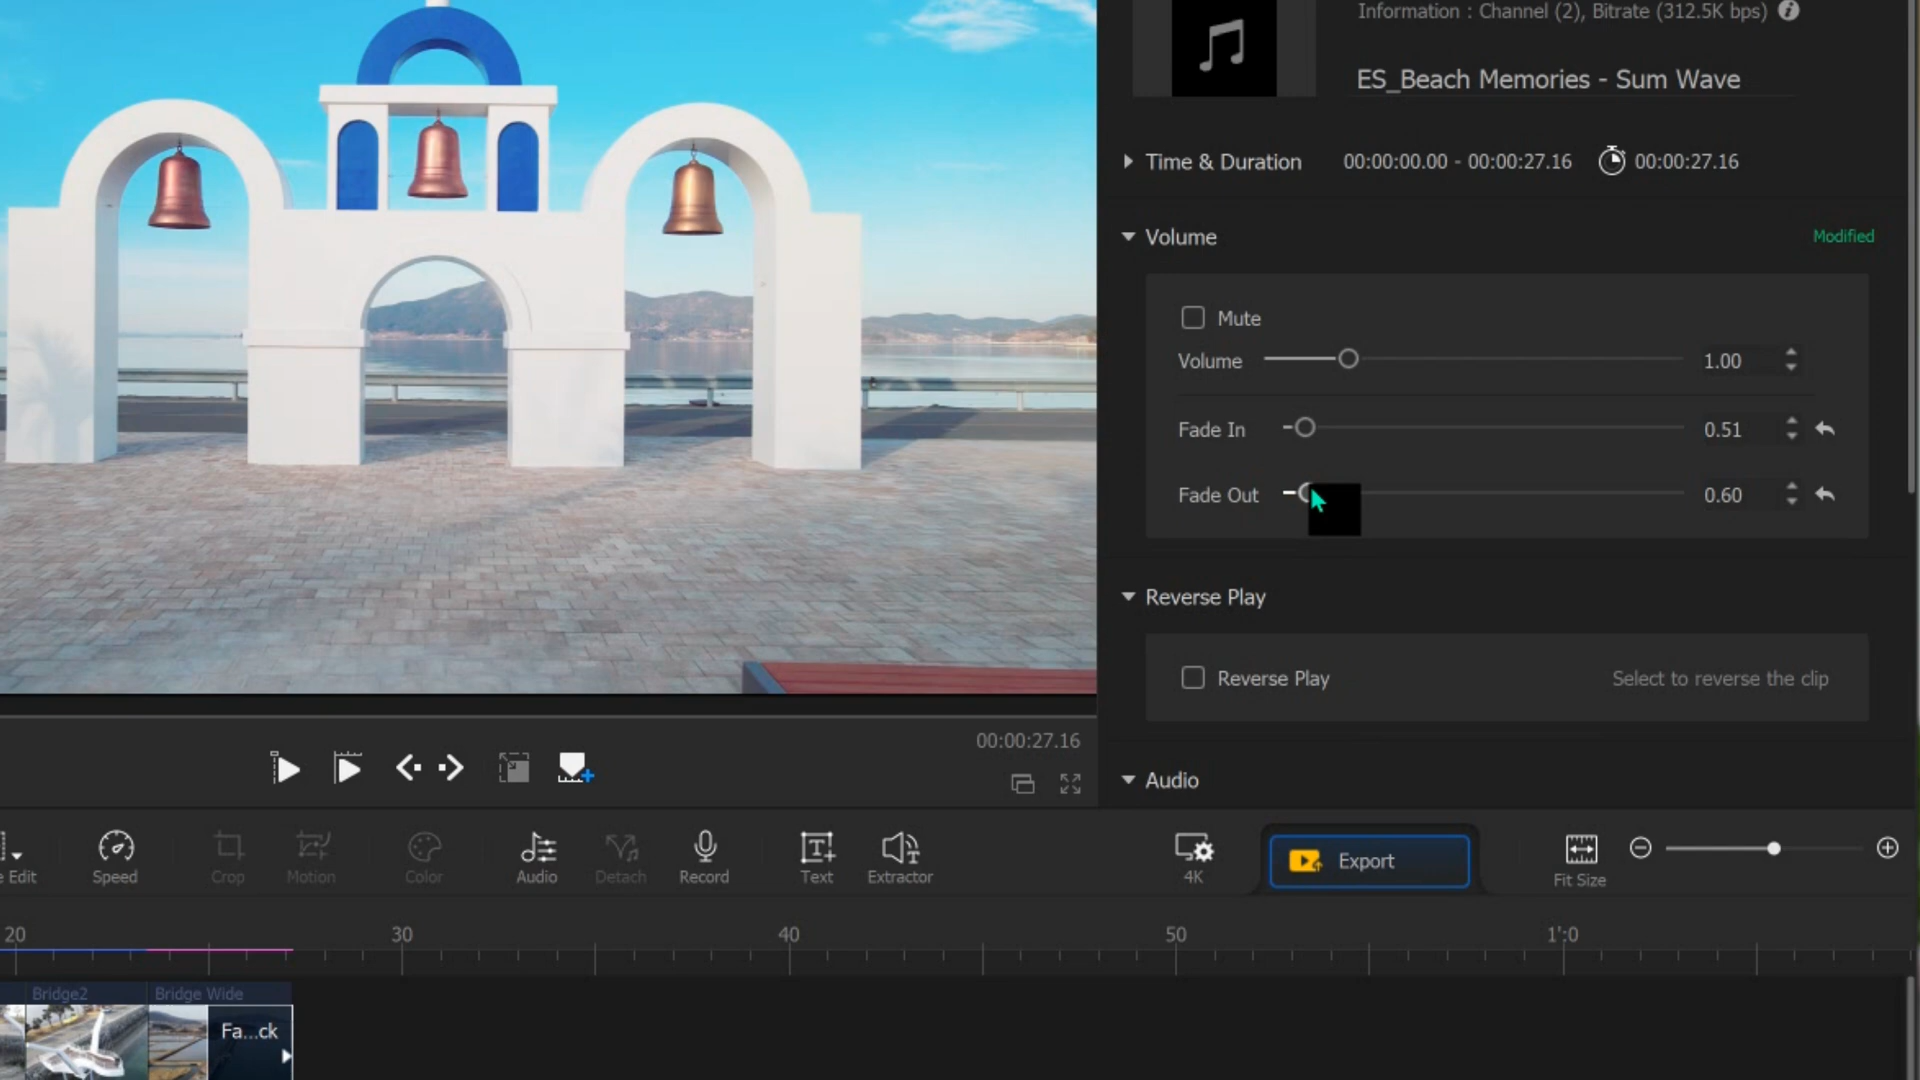 Information : Channel (2), Bitrate (312.5K bps)
ES_Beach Memories - Sum Wave
Time & Duration 00:00:00.00 - 00:00:27.16 00:00:27.16
Volume Modified
Mute
Volume 1.00
Fade In 0.51
Fade Out 0.60
Reverse Play
Reverse Play Select to reverse the clip
00:00:27.16
Audio
e Edit Speed Crop Motion Color Audio Detach Record Text Extractor 4K Export Fit Size
20 30 40 50 1':0
Bridge2 Bridge Wide
Fa...ck